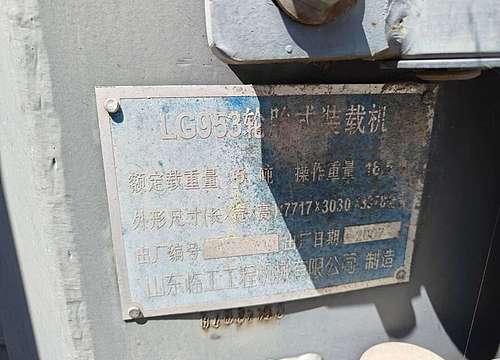 LG953轮胎式装载机
额定载重量 吨 操作重量 16.5
外形尺寸(长×宽×高)7717×3030×
出厂编号 出厂日期
山东临工工程机械有限公司 制造